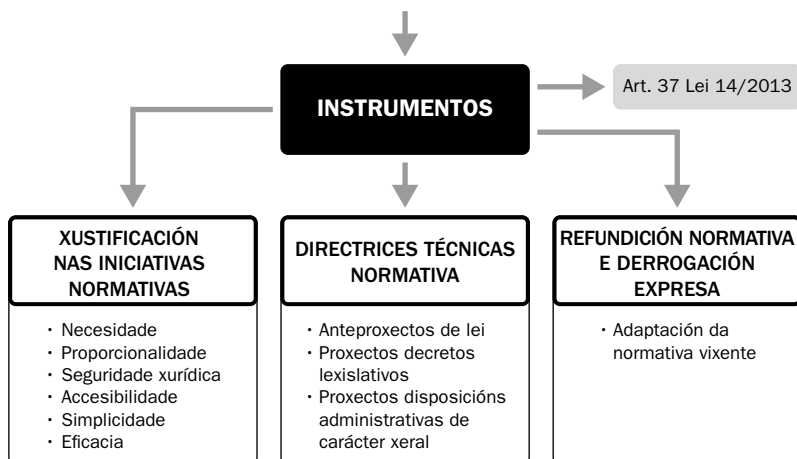 INSTRUMENTOS
Art. 37 Lei 14/2013
XUSTIFICACIÓN
NAS INICIATIVAS
NORMATIVAS
· Necesidade
· Proporcionalidade
· Seguridade xurídica
· Accesibilidade
· Simplicidade
· Eficacia
DIRECTRICES TÉCNICAS
NORMATIVA
· Anteproxectos de lei
· Proxectos decretos
lexislativos
· Proxectos disposicións
administrativas de
carácter xeral
REFUNDICIÓN NORMATIVA
E DERROGACIÓN
EXPRESA
· Adaptación da
normativa vixente